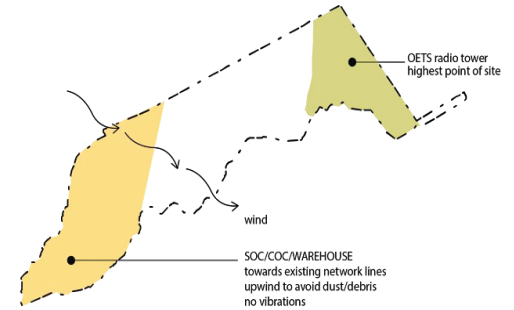 OETS radio tower
highest point of site
wind
SOC/COC/WAREHOUSE
towards existing network lines
upwind to avoid dust/debris
no vibrations